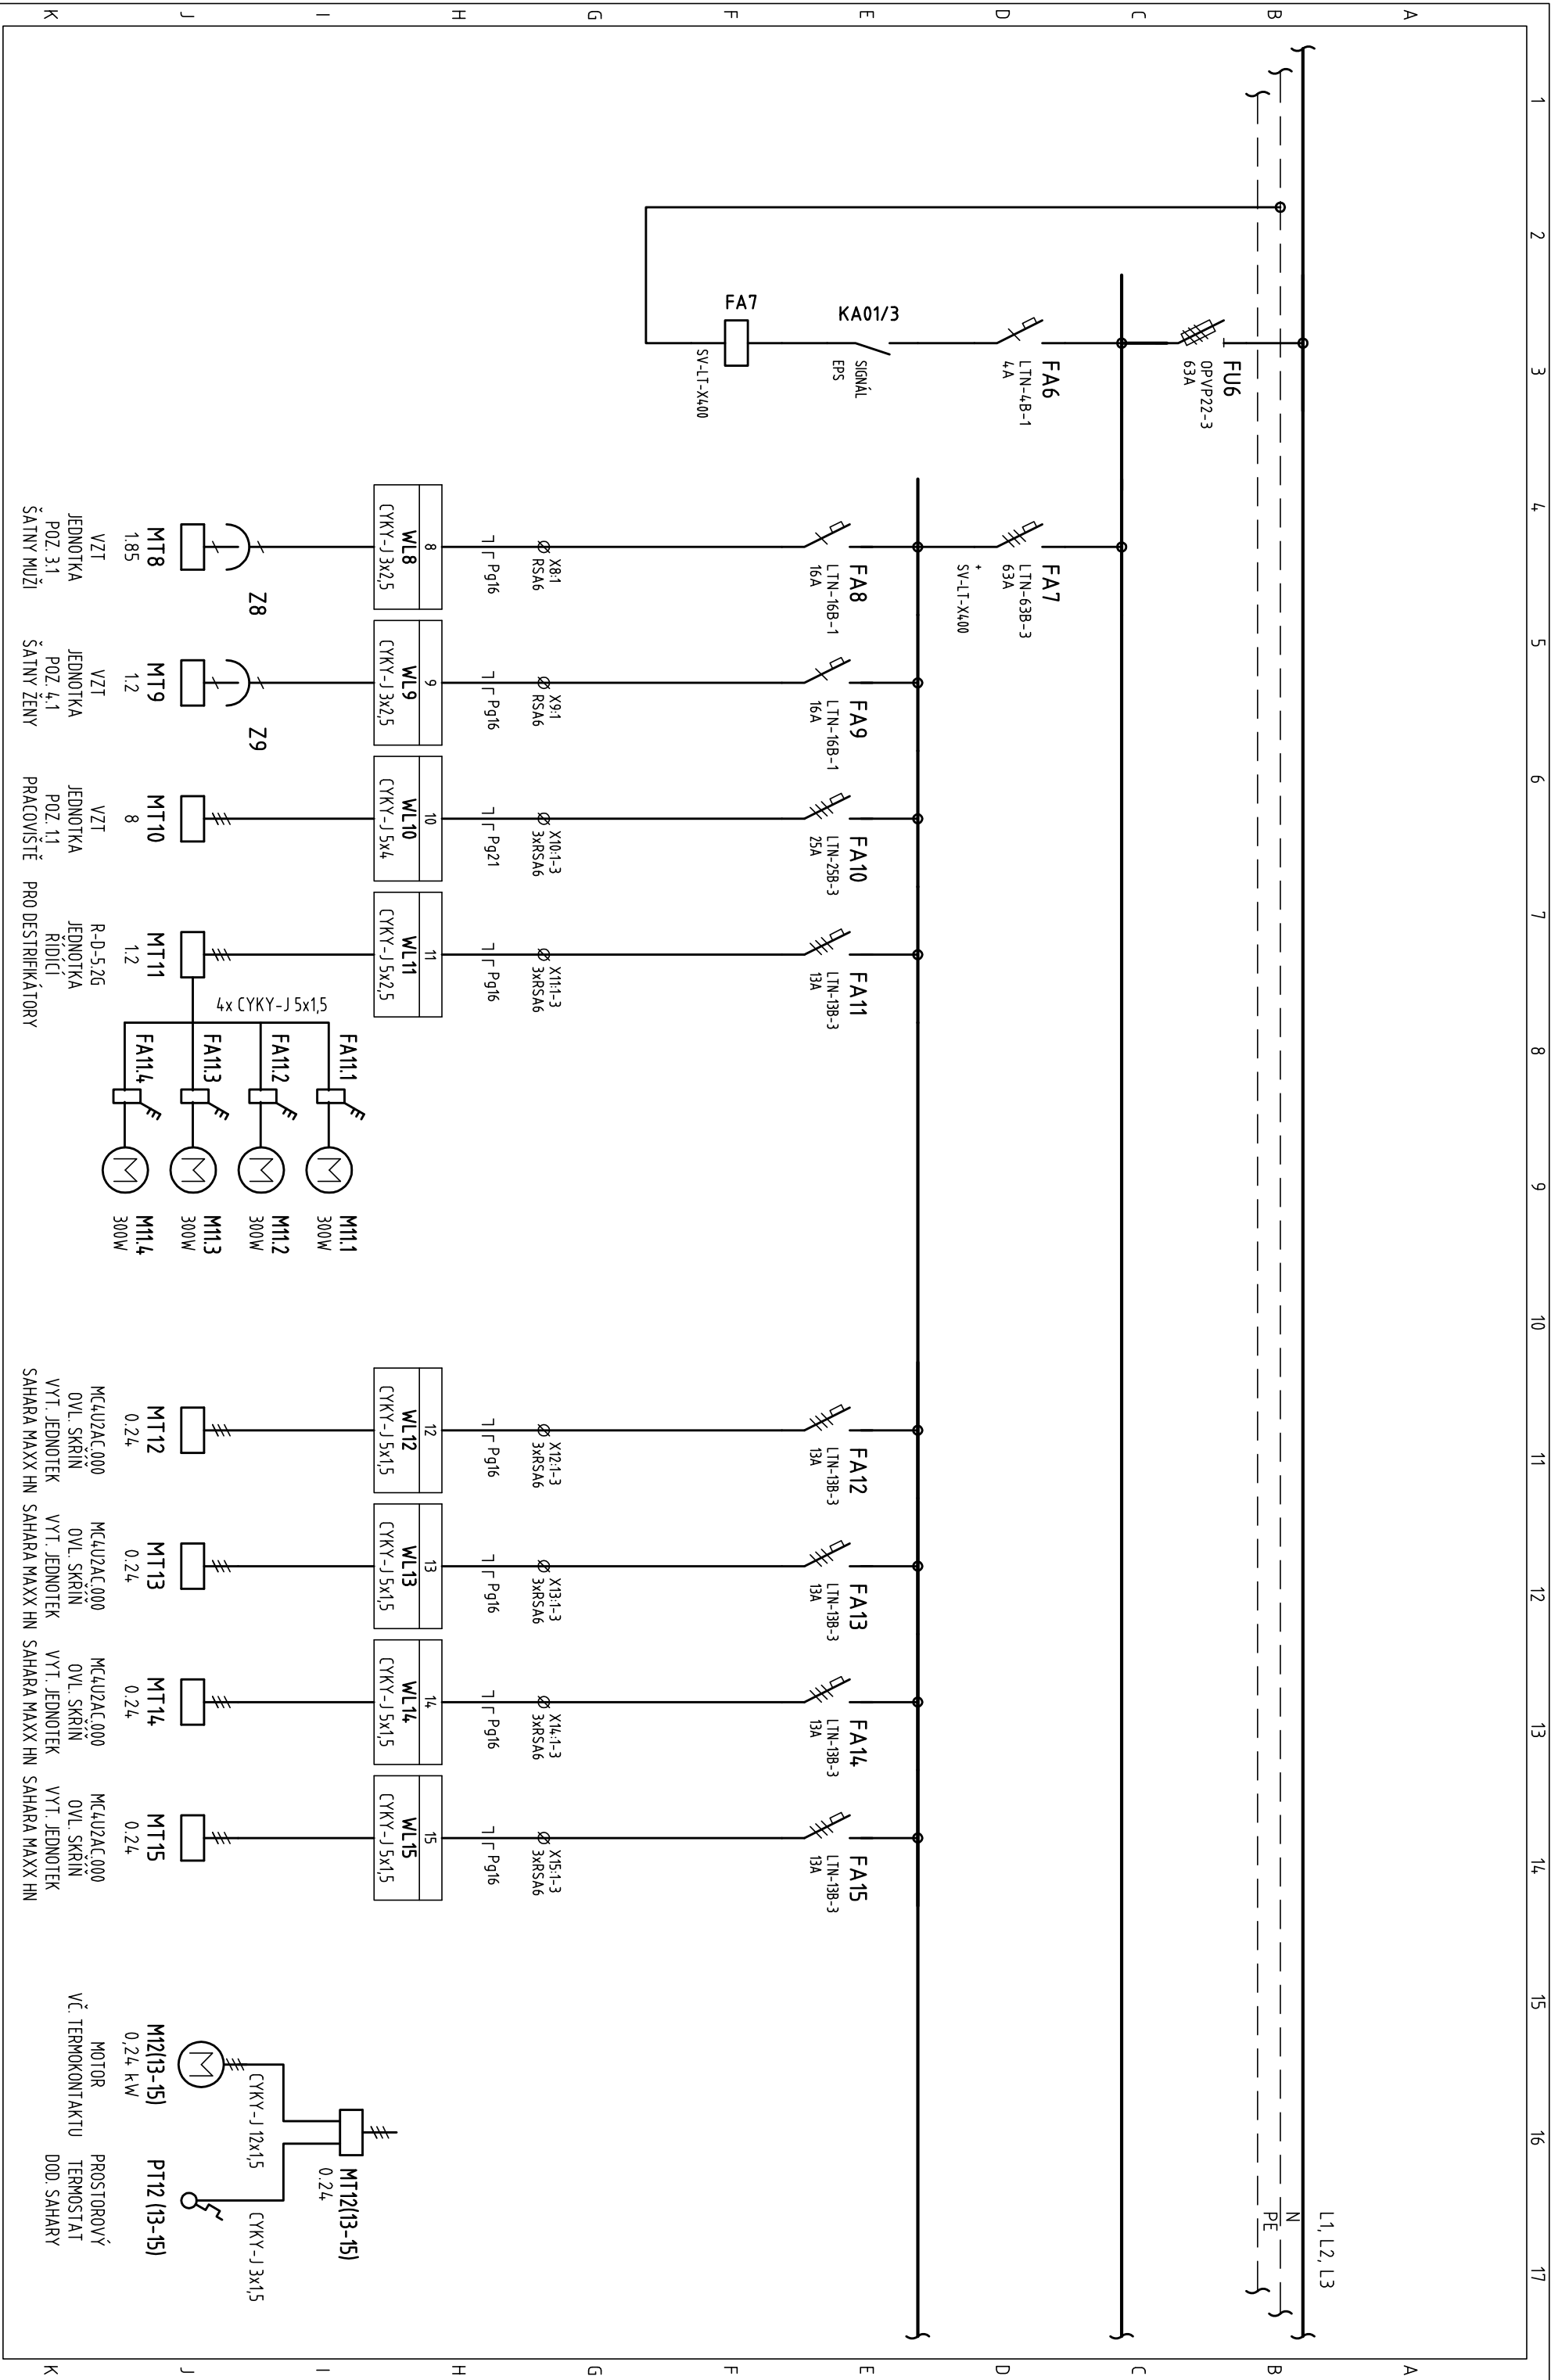 1 2 3 4 5 6 7 8 9 10 11 12 13 14 15 16 17
A
B
C
D
E
F
G
H
I
J
K
A
B
C
D
E
F
G
H
I
J
K
L1, L2, L3
N
PE
FU6
OPVP22-3
63A
FA6
LTN-4B-1
4A
KA01/3
SIGNÁL
EPS
FA7
SV-LT-X400
FA7
LTN-63B-3
63A
+
SV-LT-X400
FA8
LTN-16B-1
16A
X8:1
RSA6
Pg16
8
WL8
CYKY-J 3x2,5
Z8
MT8
1.85
VZT
JEDNOTKA
POZ. 3.1
ŠATNY MUŽI
FA9
LTN-16B-1
16A
X9:1
RSA6
Pg16
9
WL9
CYKY-J 3x2,5
Z9
MT9
1.2
VZT
JEDNOTKA
POZ. 4.1
ŠATNY ŽENY
FA10
LTN-25B-3
25A
X10:1-3
3xRSA6
Pg21
10
WL10
CYKY-J 5x4
MT10
8
VZT
JEDNOTKA
POZ. 1.1
PRACOVIŠTĚ
FA11
LTN-13B-3
13A
X11:1-3
3xRSA6
Pg16
11
WL11
CYKY-J 5x2,5
MT11
1.2
R-D-5.2G
JEDNOTKA
ŘÍDÍCÍ
PRO DESTRIFIKÁTORY
4x CYKY-J 5x1,5
FA11.1
M11.1
300W
FA11.2
M11.2
300W
FA11.3
M11.3
300W
FA11.4
M11.4
300W
FA12
LTN-13B-3
13A
X12:1-3
3xRSA6
Pg16
12
WL12
CYKY-J 5x1,5
MT12
0.24
MC4U2AC.000
OVL. SKŘÍŇ
VYT. JEDNOTEK
SAHARA MAXX HN
FA13
LTN-13B-3
13A
X13:1-3
3xRSA6
Pg16
13
WL13
CYKY-J 5x1,5
MT13
0.24
MC4U2AC.000
OVL. SKŘÍŇ
VYT. JEDNOTEK
SAHARA MAXX HN
FA14
LTN-13B-3
13A
X14:1-3
3xRSA6
Pg16
14
WL14
CYKY-J 5x1,5
MT14
0.24
MC4U2AC.000
OVL. SKŘÍŇ
VYT. JEDNOTEK
SAHARA MAXX HN
FA15
LTN-13B-3
13A
X15:1-3
3xRSA6
Pg16
15
WL15
CYKY-J 5x1,5
MT15
0.24
MC4U2AC.000
OVL. SKŘÍŇ
VYT. JEDNOTEK
SAHARA MAXX HN
MT12(13-15)
0.24
CYKY-J 12x1,5
CYKY-J 3x1,5
M
M
M
M
M
M12(13-15)
0,24 kW
MOTOR
VČ. TERMOKONTAKTU
PT12 (13-15)
PROSTOROVÝ
TERMOSTAT
DOD. SAHARY